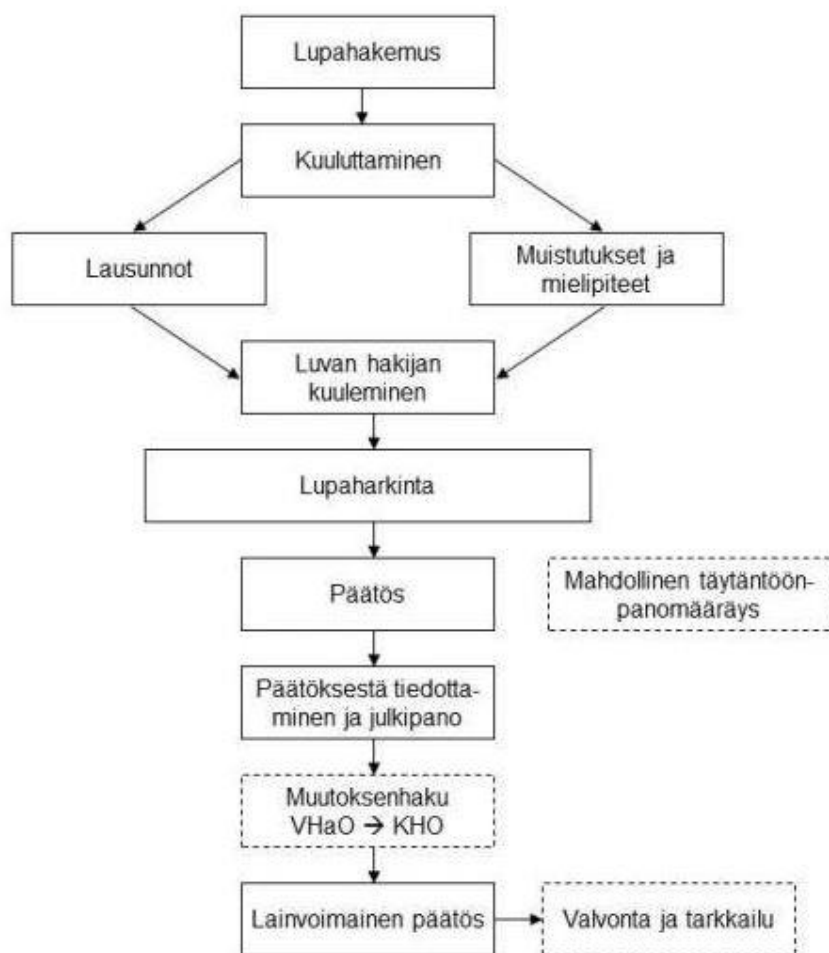 Lupahakemus
Kuuluttaminen
Lausunnot
Muistutukset ja
mielipiteet
Luvan hakijan
kuuleminen
Lupaharkinta
Päätös
Mahdollinen täytäntöön-
panomääräys
Päätöksestä tiedotta-
minen ja julkipano
Muutoksenhaku
VHaO → KHO
Lainvoimainen päätös
Valvonta ja tarkkailu